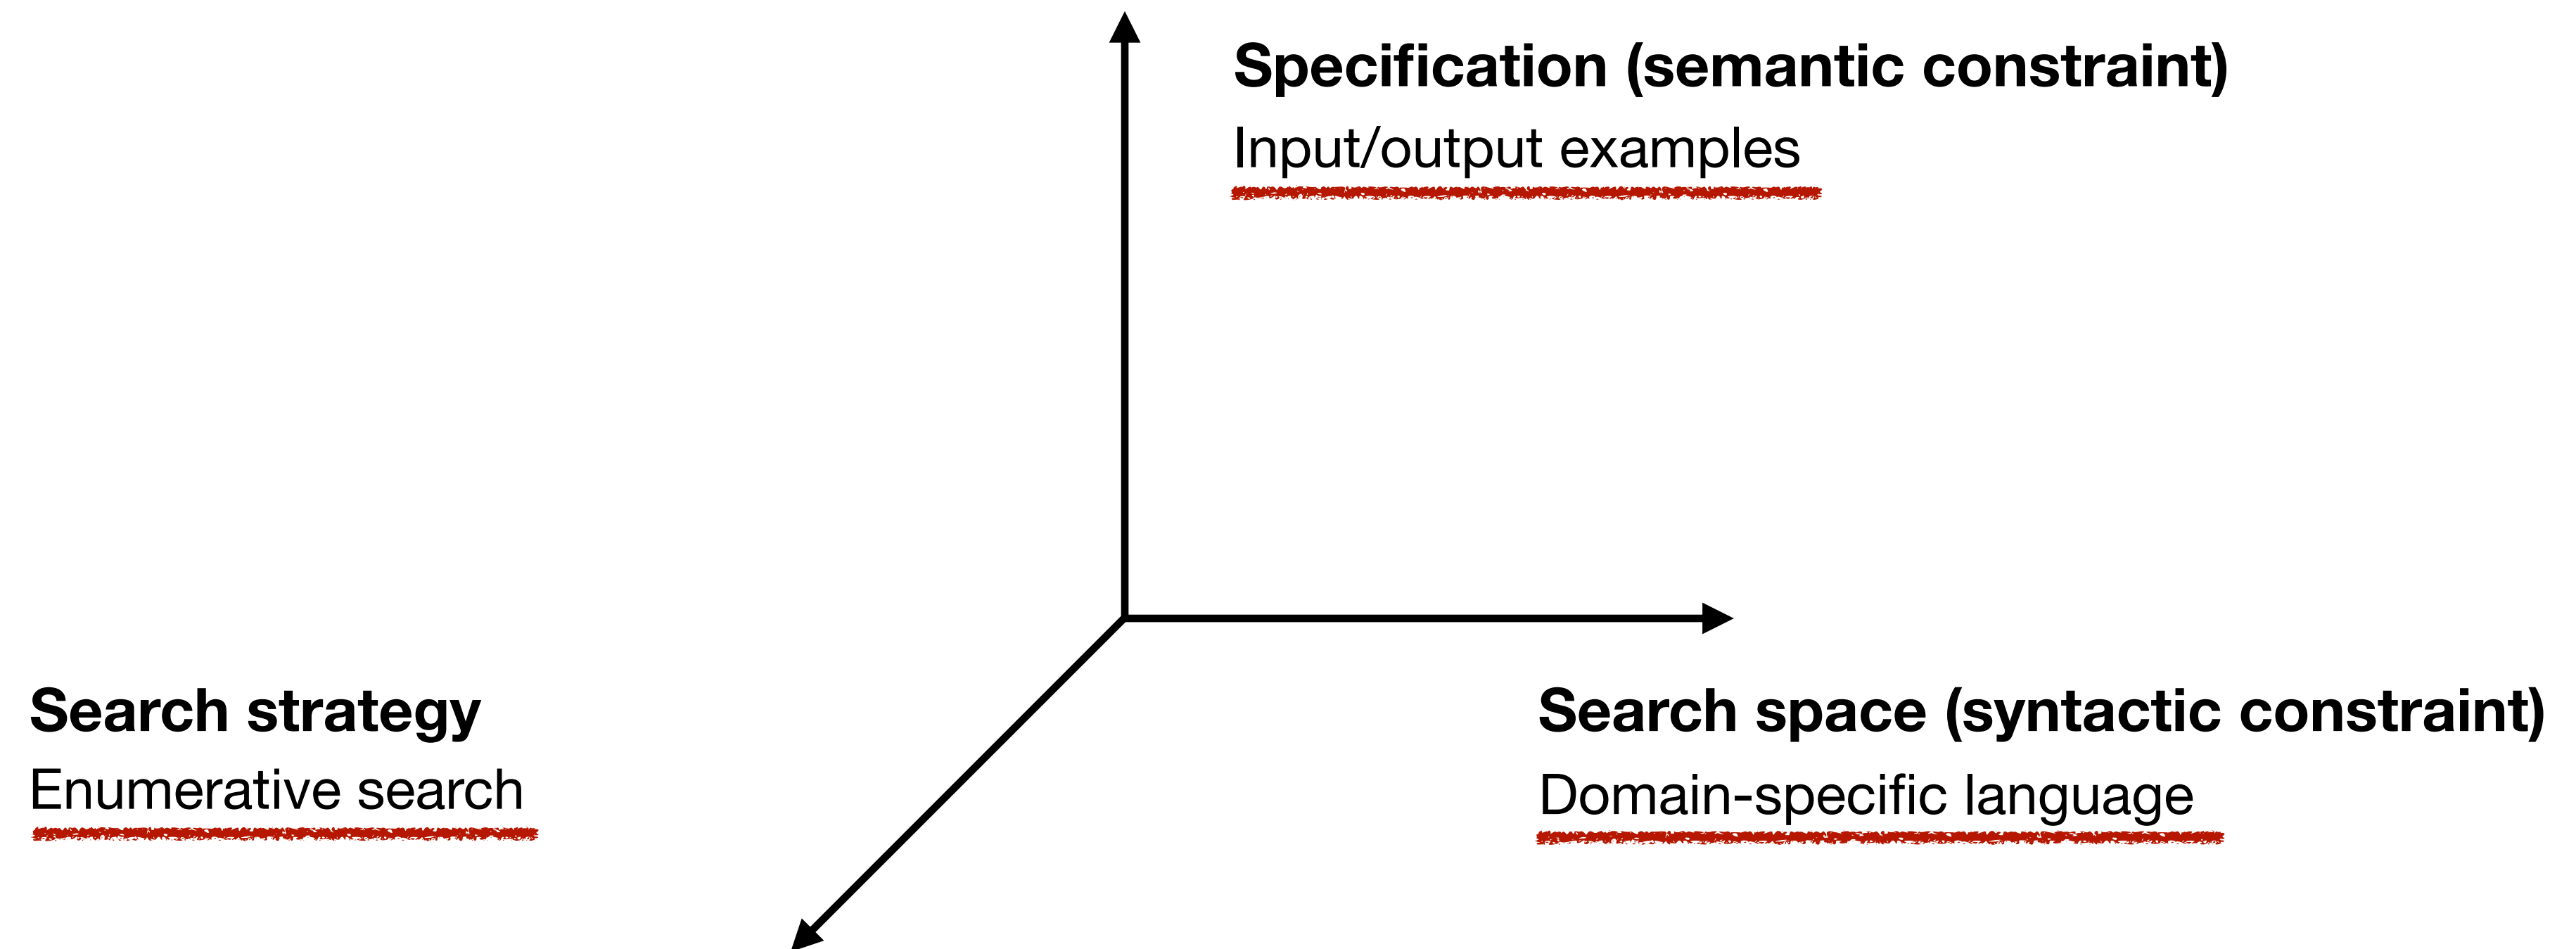 Specification (semantic constraint)
Input/output examples
Search strategy
Enumerative search
Search space (syntactic constraint)
Domain-specific language